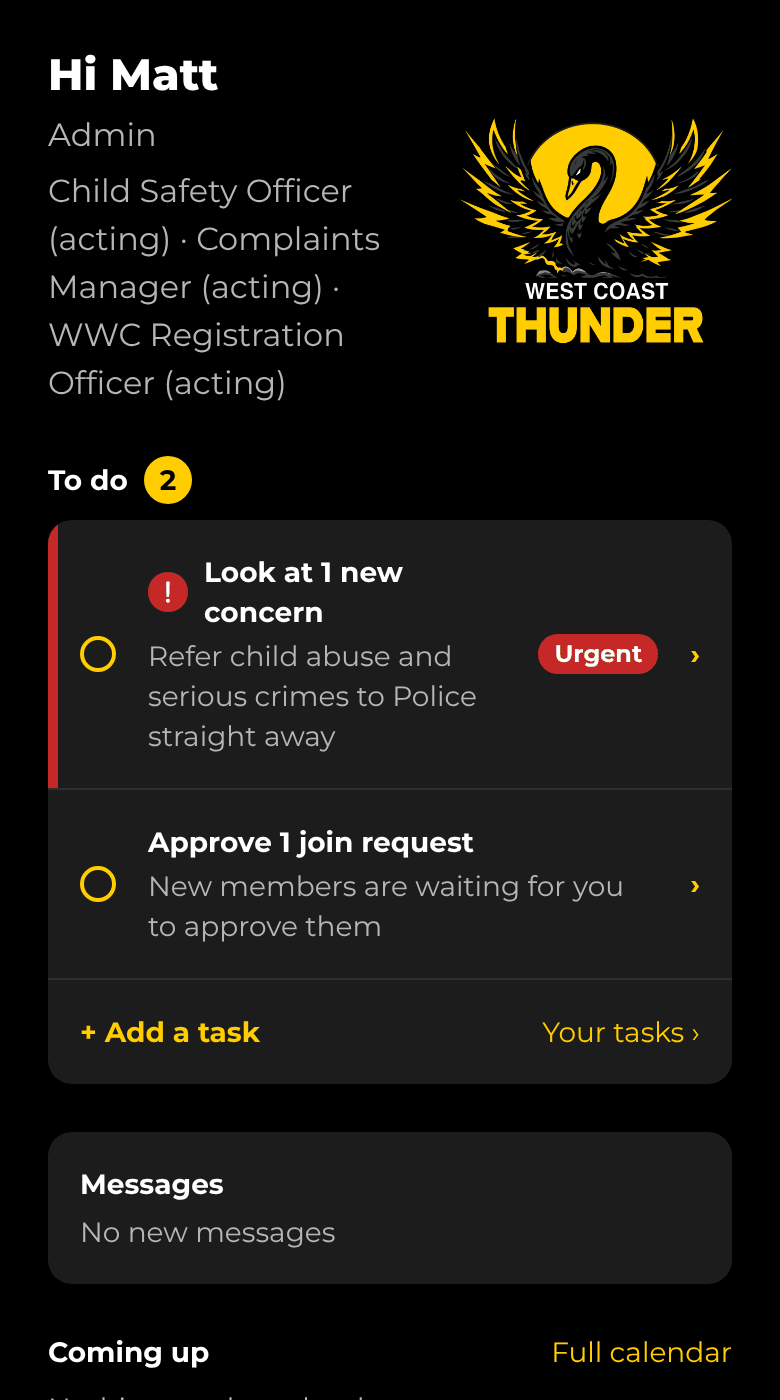 Hi Matt
Admin
Child Safety Officer
(acting) · Complaints
Manager (acting) ·
WWC Registration
Officer (acting)
WEST COAST
THUNDER
To do 2
! Look at 1 new
concern
Refer child abuse and
serious crimes to Police
straight away
Urgent ›
Approve 1 join request
New members are waiting for you
to approve them
›
+ Add a task Your tasks ›
Messages
No new messages
Coming up Full calendar